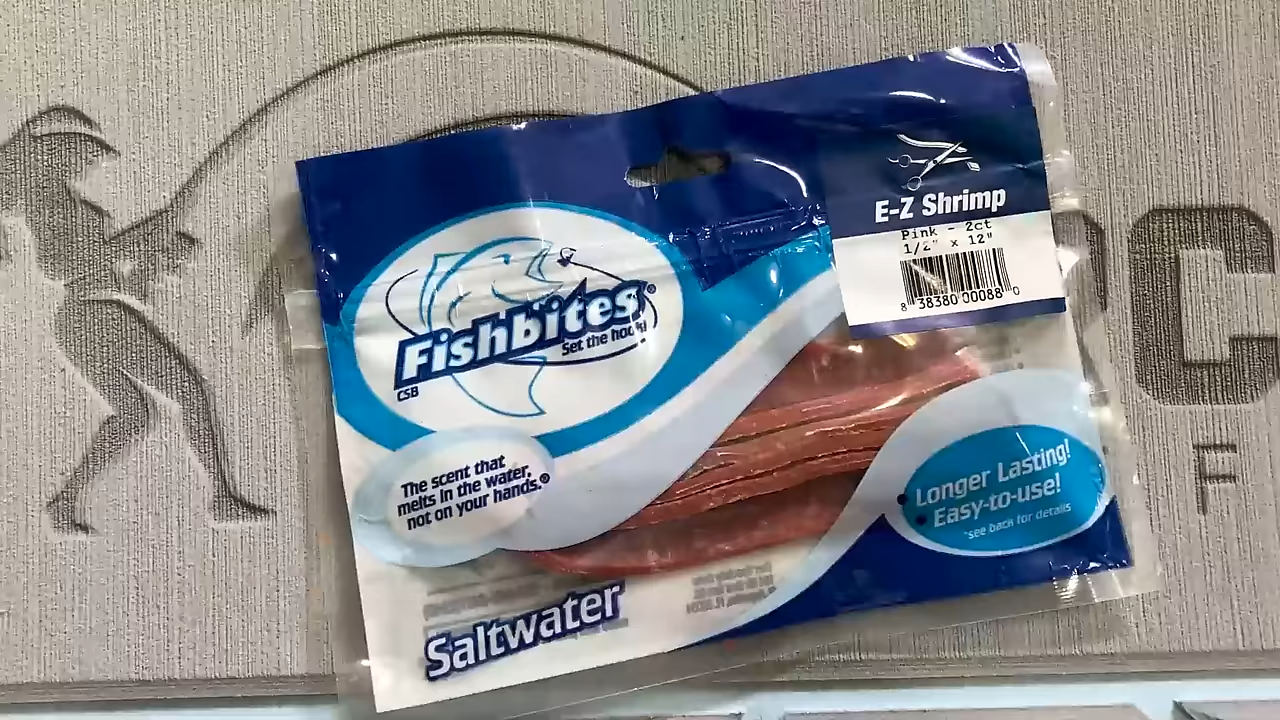 E-Z Shrimp
Pink - 2ct
1/2" x 12"
8 38380 00088 0
Fishbites®
Set the hook!
CSB
The scent that
melts in the water,
not on your hands.®
Longer Lasting!
Easy-to-use!
*see back for details
Saltwater
C
F